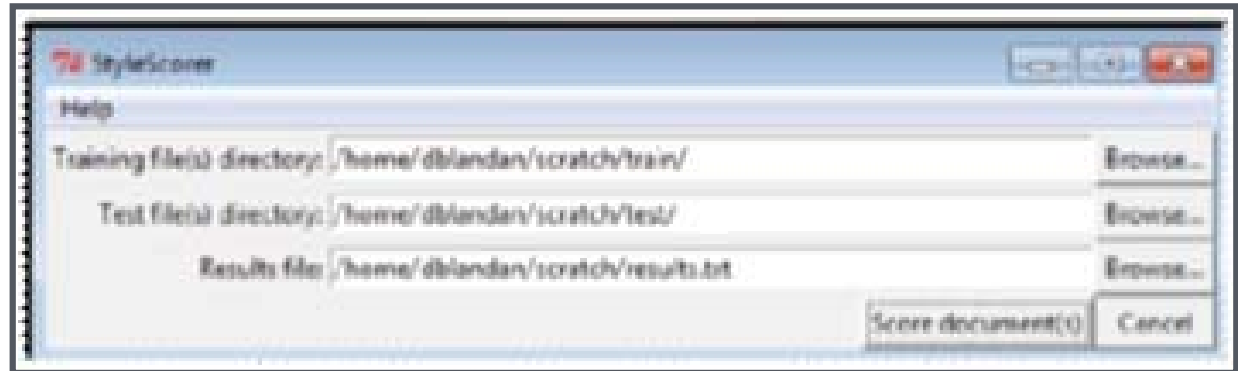 StyleScorer
Help
Training file(s) directory: /home/dblandan/scratch/train/ Browse...
Test file(s) directory: /home/dblandan/scratch/test/ Browse...
Results file: /home/dblandan/scratch/results.txt Browse...
Score document(s) Cancel